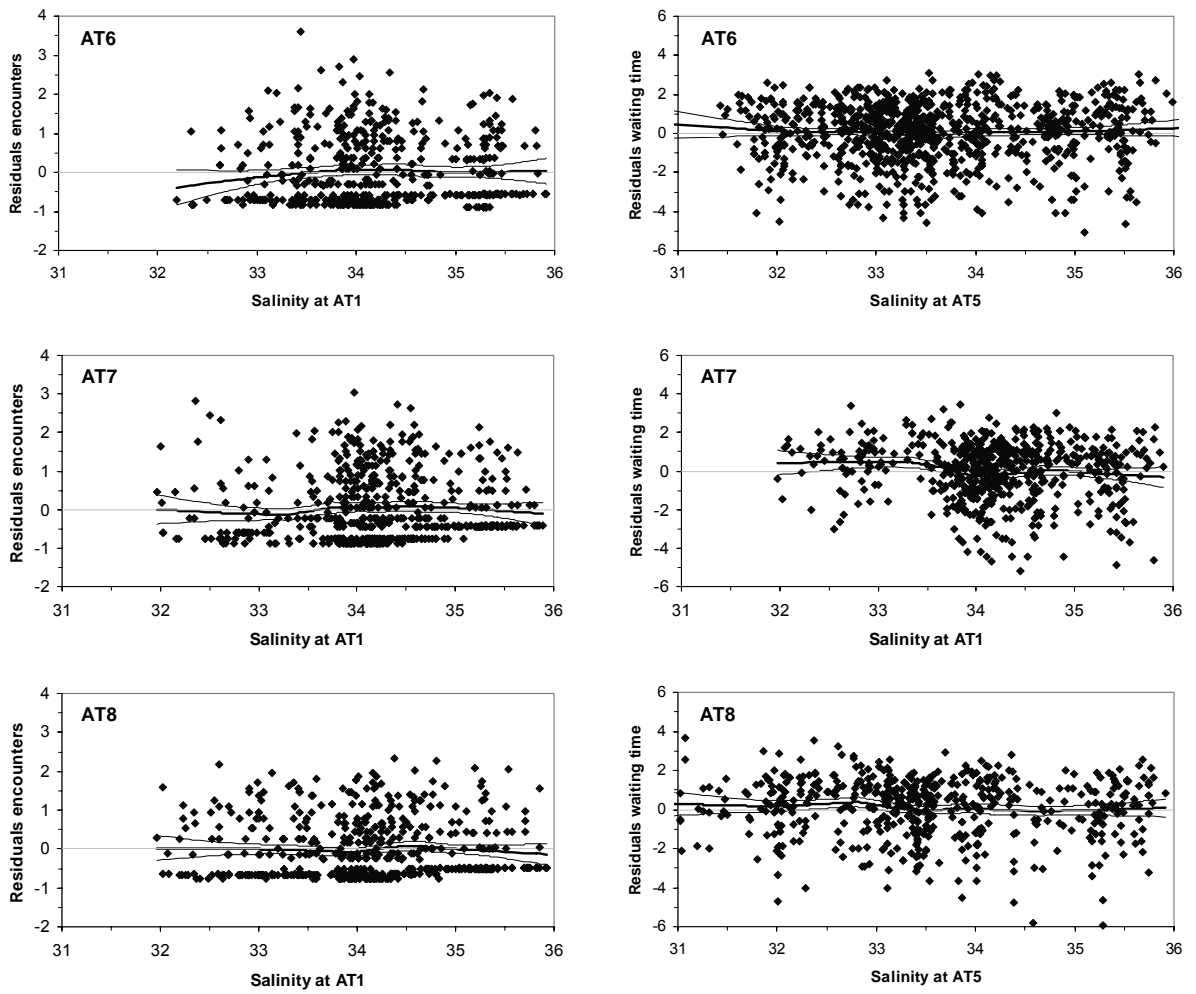 AT6
Residuals encounters
4
3
2
1
0
-1
-2
31 32 33 34 35 36
Salinity at AT1
AT6
Residuals waiting time
6
4
2
0
-2
-4
-6
31 32 33 34 35 36
Salinity at AT5
AT7
Residuals encounters
4
3
2
1
0
-1
-2
31 32 33 34 35 36
Salinity at AT1
AT7
Residuals waiting time
6
4
2
0
-2
-4
-6
31 32 33 34 35 36
Salinity at AT1
AT8
Residuals encounters
4
3
2
1
0
-1
-2
31 32 33 34 35 36
Salinity at AT1
AT8
Residuals waiting time
6
4
2
0
-2
-4
-6
31 32 33 34 35 36
Salinity at AT5